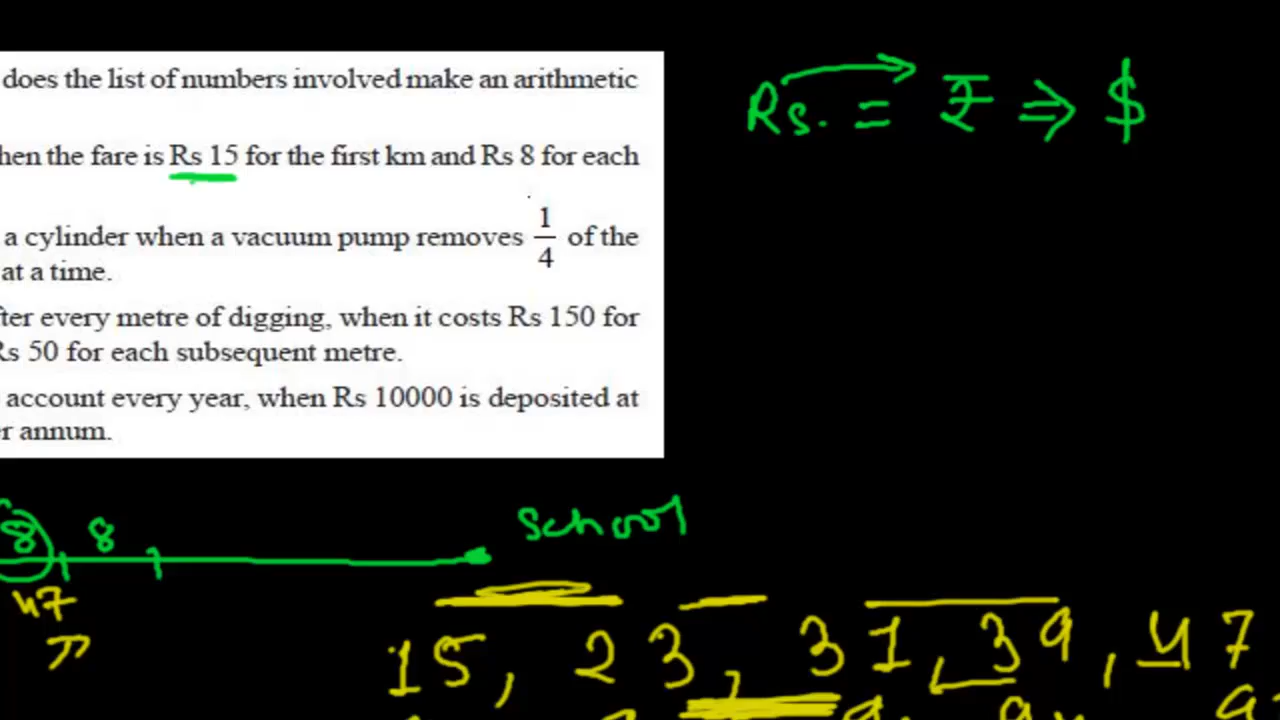 does the list of numbers involved make an arithmetic
Rs. = ₹ ⇒ $
hen the fare is Rs 15 for the first km and Rs 8 for each
a cylinder when a vacuum pump removes 1/4 of the
at a time.
fter every metre of digging, when it costs Rs 150 for
Rs 50 for each subsequent metre.
account every year, when Rs 10000 is deposited at
er annum.
8 8 School
47
15, 23, 31, 39, 47